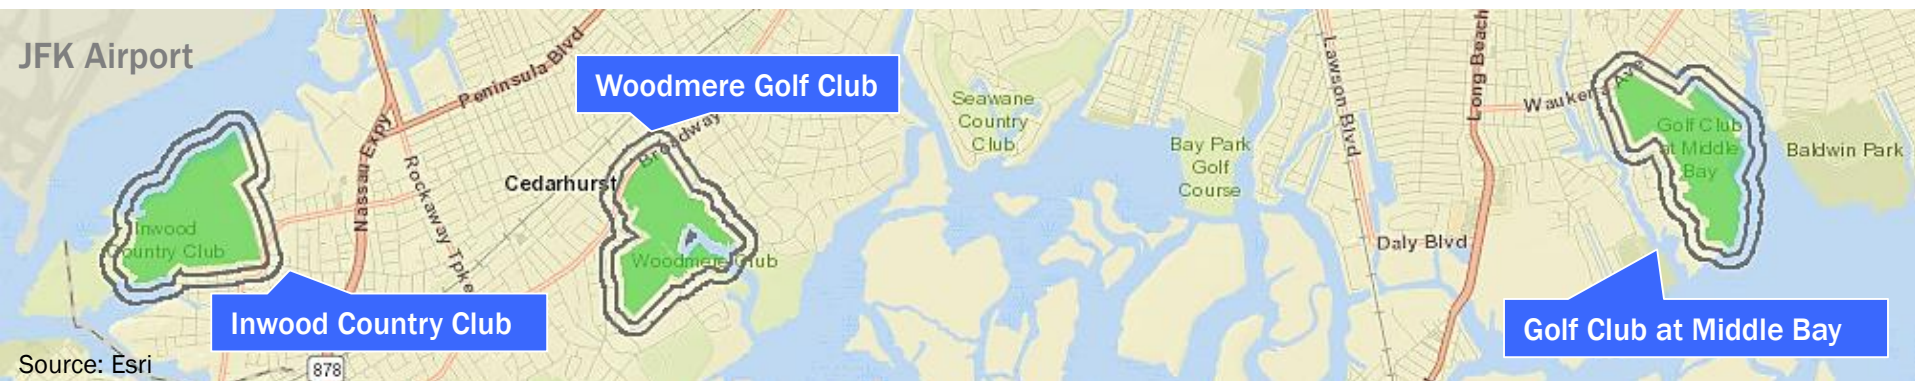 JFK Airport
Peninsula Blvd
Woodmere Golf Club
Broadway
Cedarhurst
Nassau Expy
Rockaway Tpke
Inwood
Country Club
Inwood Country Club
Woodmere Club
878
Source: Esri
Seawane
Country
Club
Bay Park
Golf
Course
Lawson Blvd
Long Beach
Daly Blvd
Waukena Ave
Golf Club
at Middle
Bay
Baldwin Park
Golf Club at Middle Bay